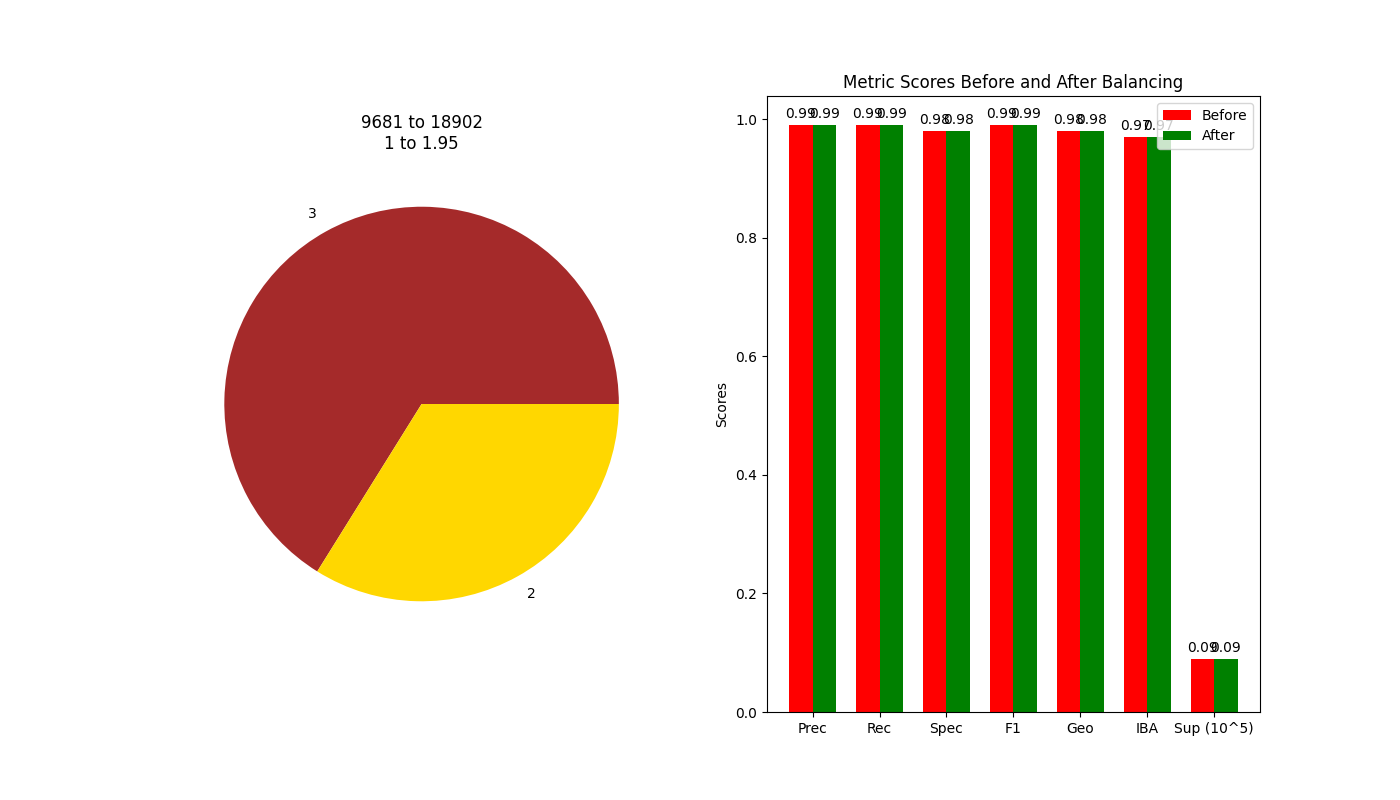 9681 to 18902
1 to 1.95
3
2
Metric Scores Before and After Balancing
Before
After
0.99 0.99 0.99 0.99 0.98 0.98 0.99 0.99 0.98 0.98 0.97 0.97
0.09 0.09
1.0
0.8
0.6
0.4
0.2
0.0
Scores
Prec Rec Spec F1 Geo IBA Sup (10^5)